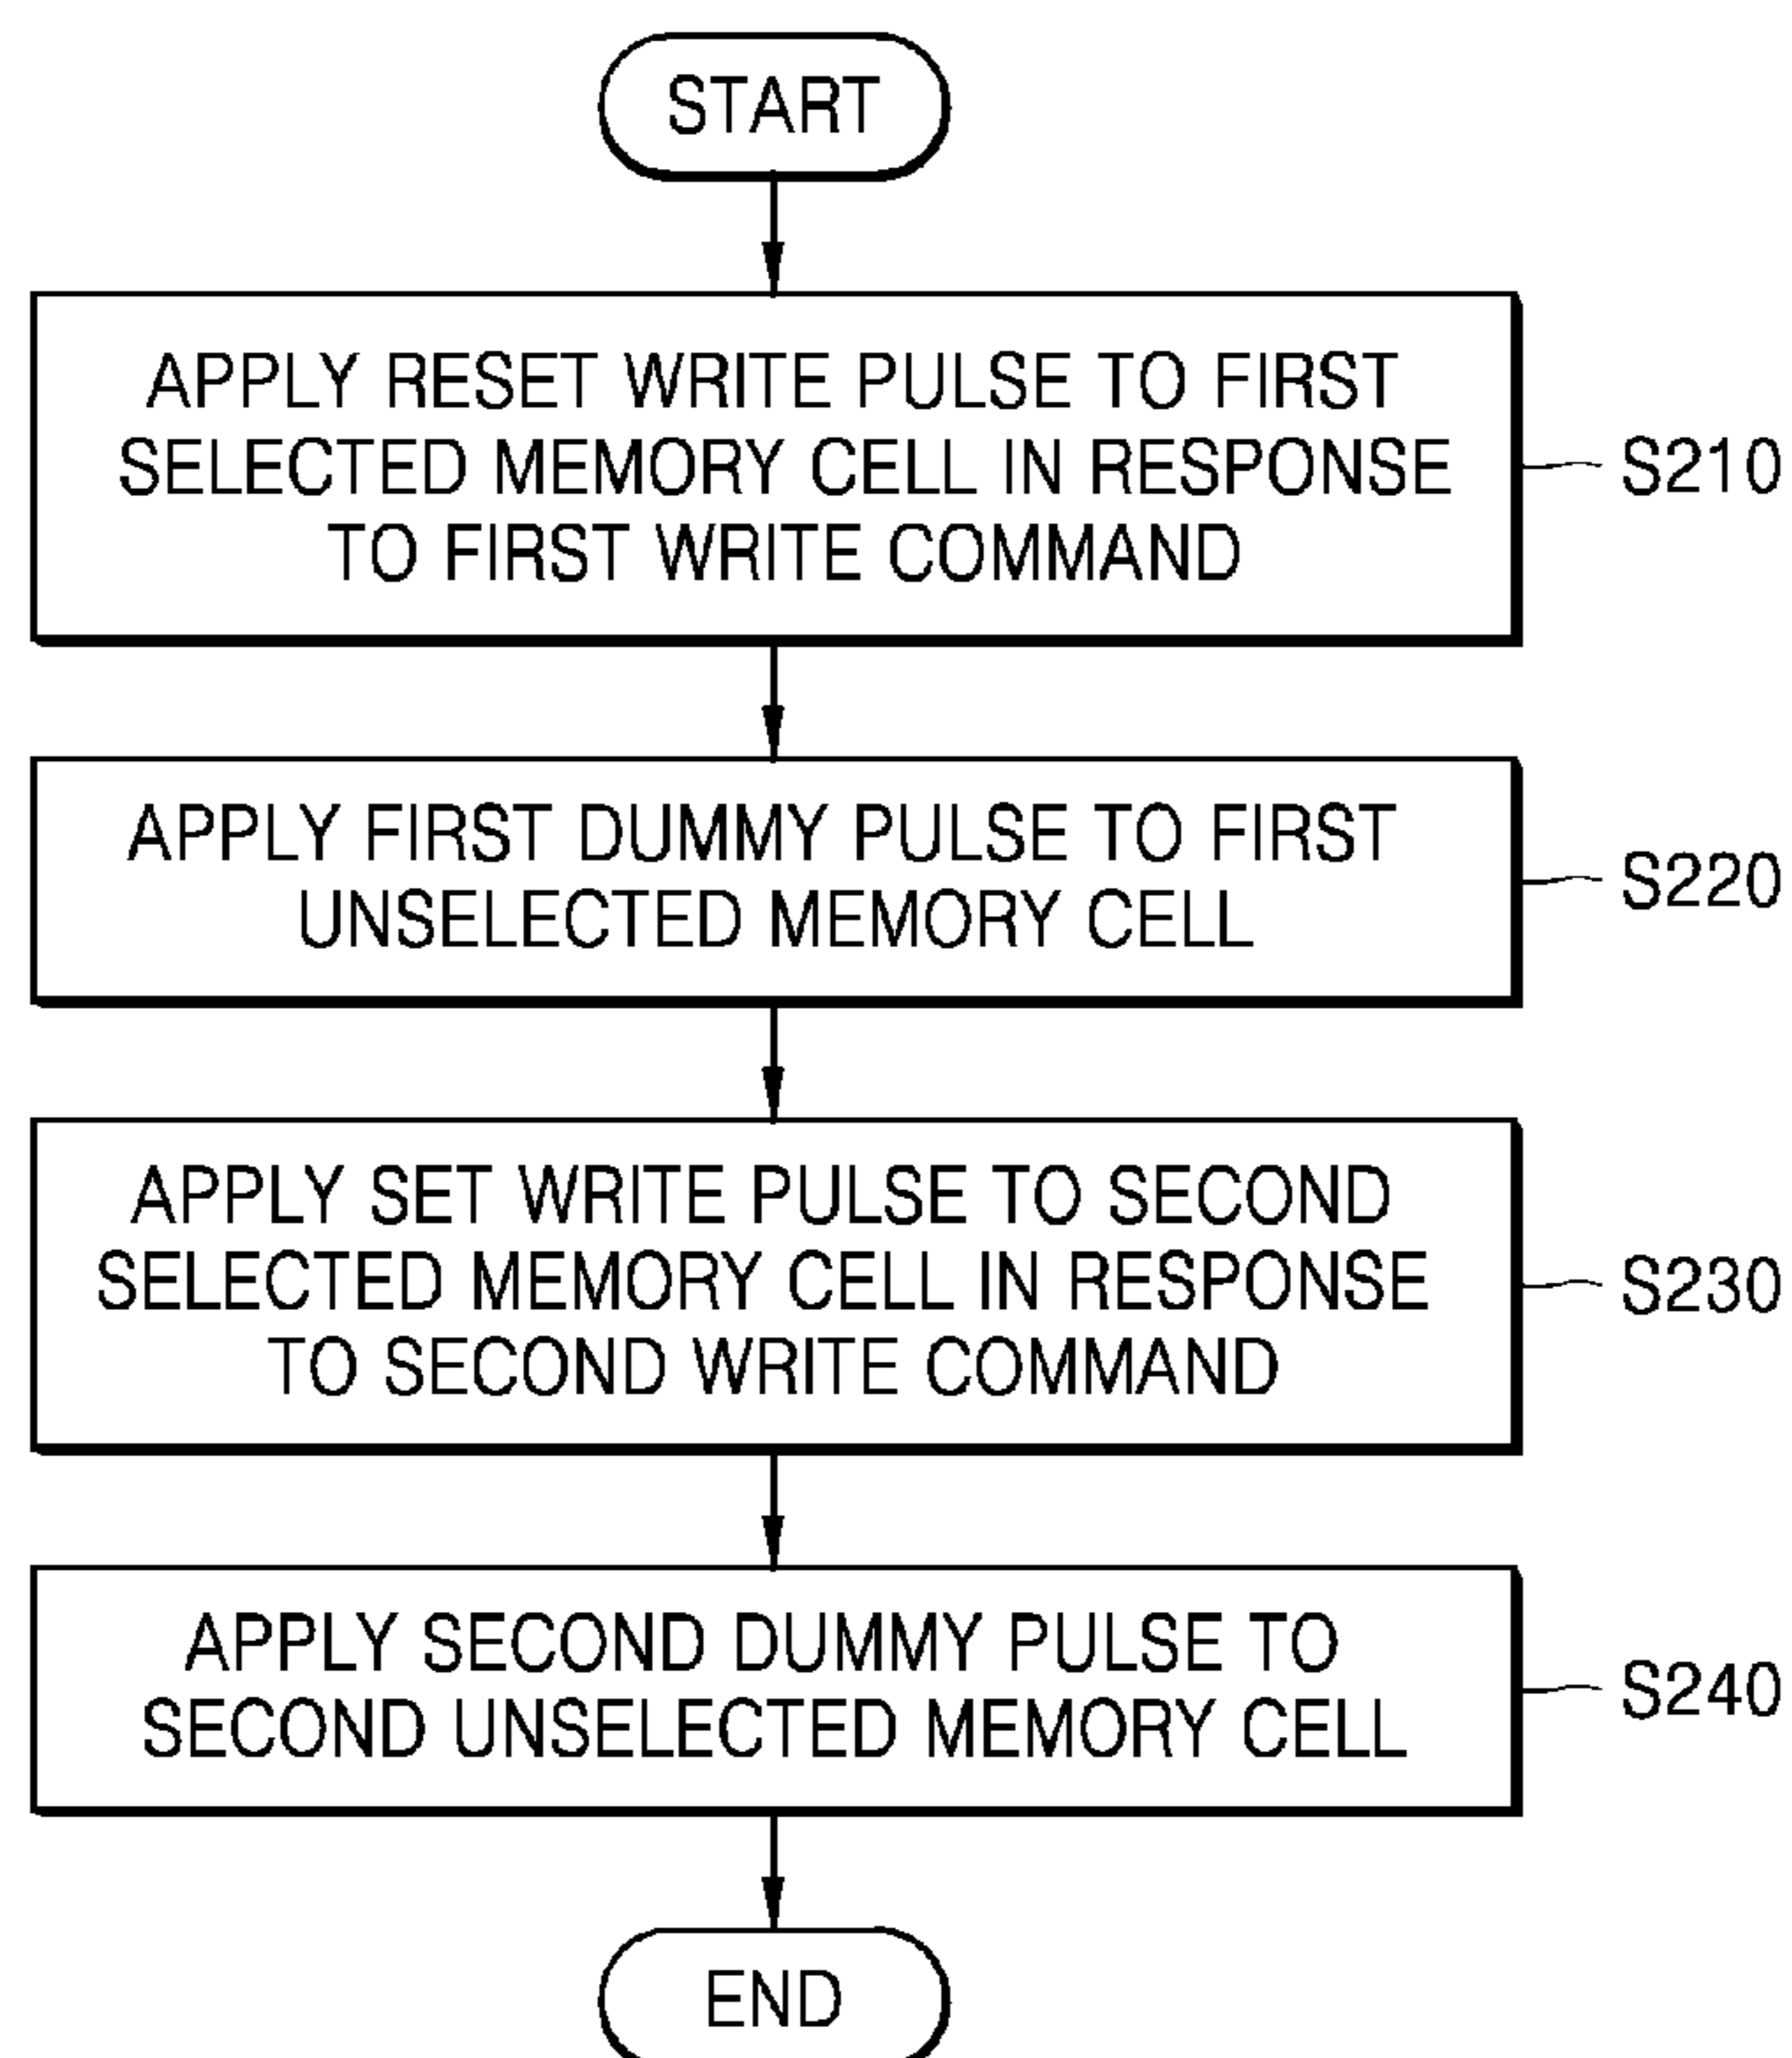 START
APPLY RESET WRITE PULSE TO FIRST
SELECTED MEMORY CELL IN RESPONSE
TO FIRST WRITE COMMAND
S210
APPLY FIRST DUMMY PULSE TO FIRST
UNSELECTED MEMORY CELL
S220
APPLY SET WRITE PULSE TO SECOND
SELECTED MEMORY CELL IN RESPONSE
TO SECOND WRITE COMMAND
S230
APPLY SECOND DUMMY PULSE TO
SECOND UNSELECTED MEMORY CELL
S240
END